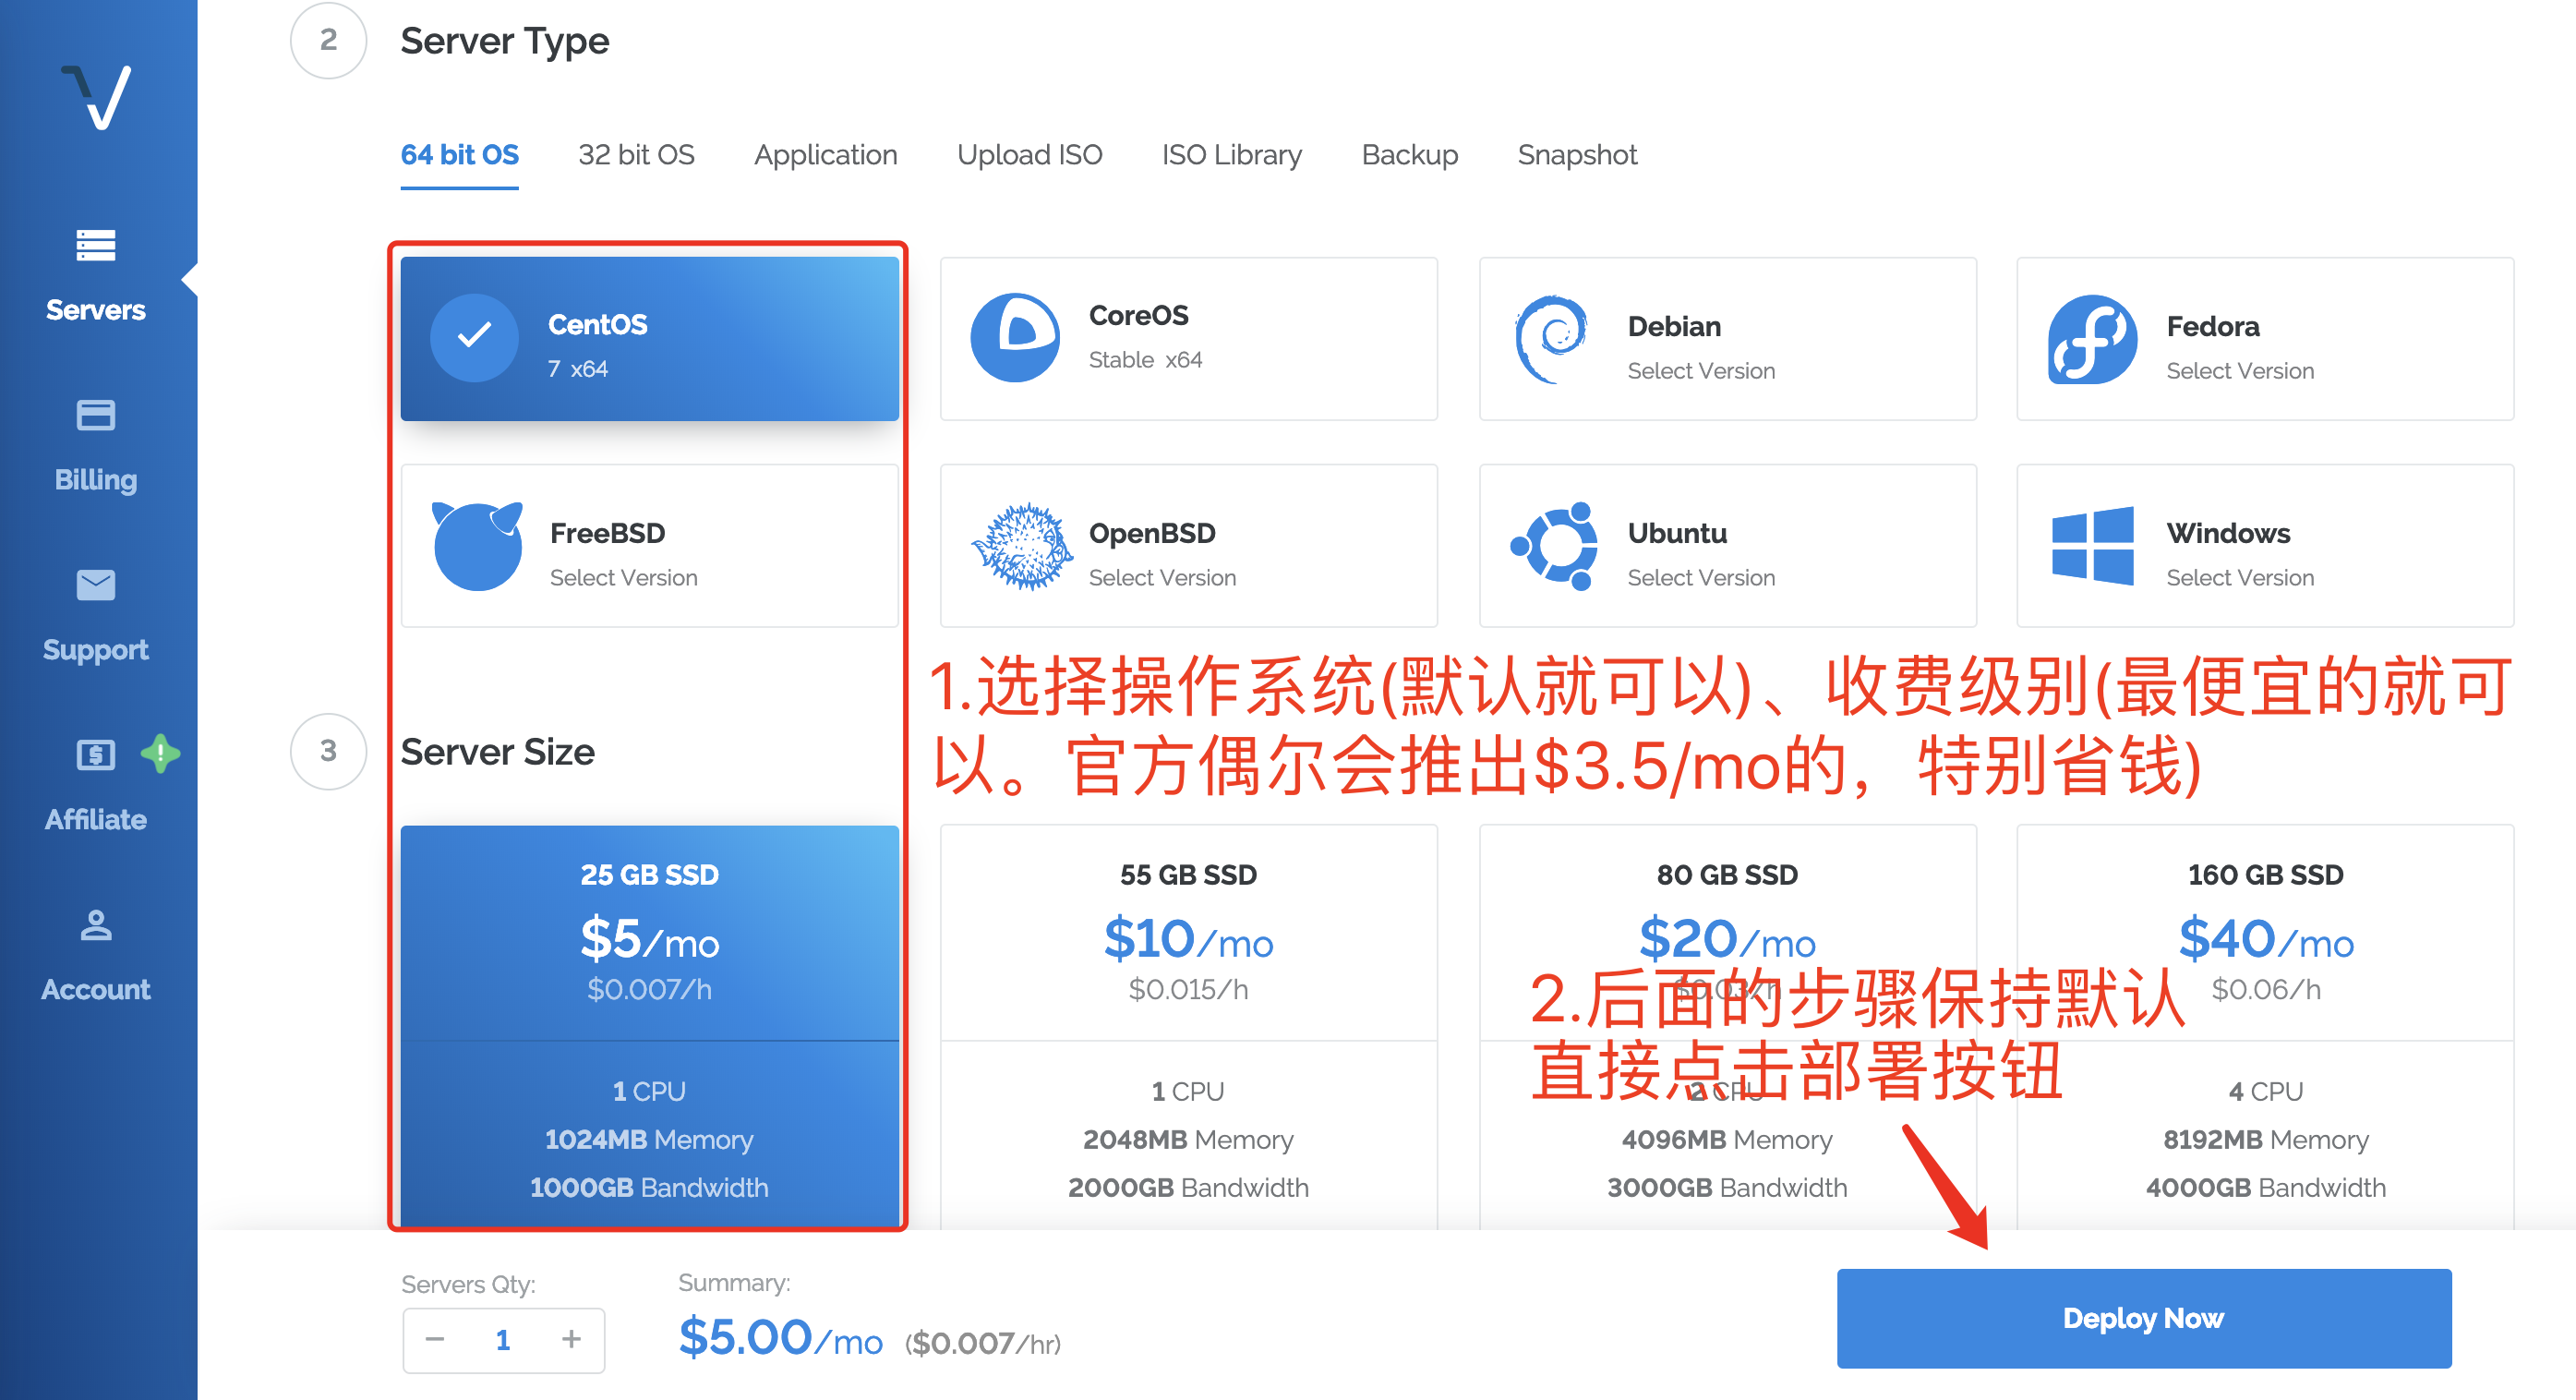 2
Server Type
64 bit OS
32 bit OS
Application
Upload ISO
ISO Library
Backup
Snapshot
Servers
Billing
Support
Affiliate
Account
CentOS
7 x64
CoreOS
Stable x64
Debian
Select Version
Fedora
Select Version
FreeBSD
Select Version
OpenBSD
Select Version
Ubuntu
Select Version
Windows
Select Version
1.选择操作系统(默认就可以)、收费级别(最便宜的就可
以。官方偶尔会推出$3.5/mo的，特别省钱)
3
Server Size
25 GB SSD
$5/mo
$0.007/h
1 CPU
1024MB Memory
1000GB Bandwidth
55 GB SSD
$10/mo
$0.015/h
1 CPU
2048MB Memory
2000GB Bandwidth
80 GB SSD
$20/mo
$0.03/h
2 CPU
4096MB Memory
3000GB Bandwidth
160 GB SSD
$40/mo
$0.06/h
4 CPU
8192MB Memory
4000GB Bandwidth
2.后面的步骤保持默认
直接点击部署按钮
Servers Qty:
− 1 +
Summary:
$5.00/mo ($0.007/hr)
Deploy Now